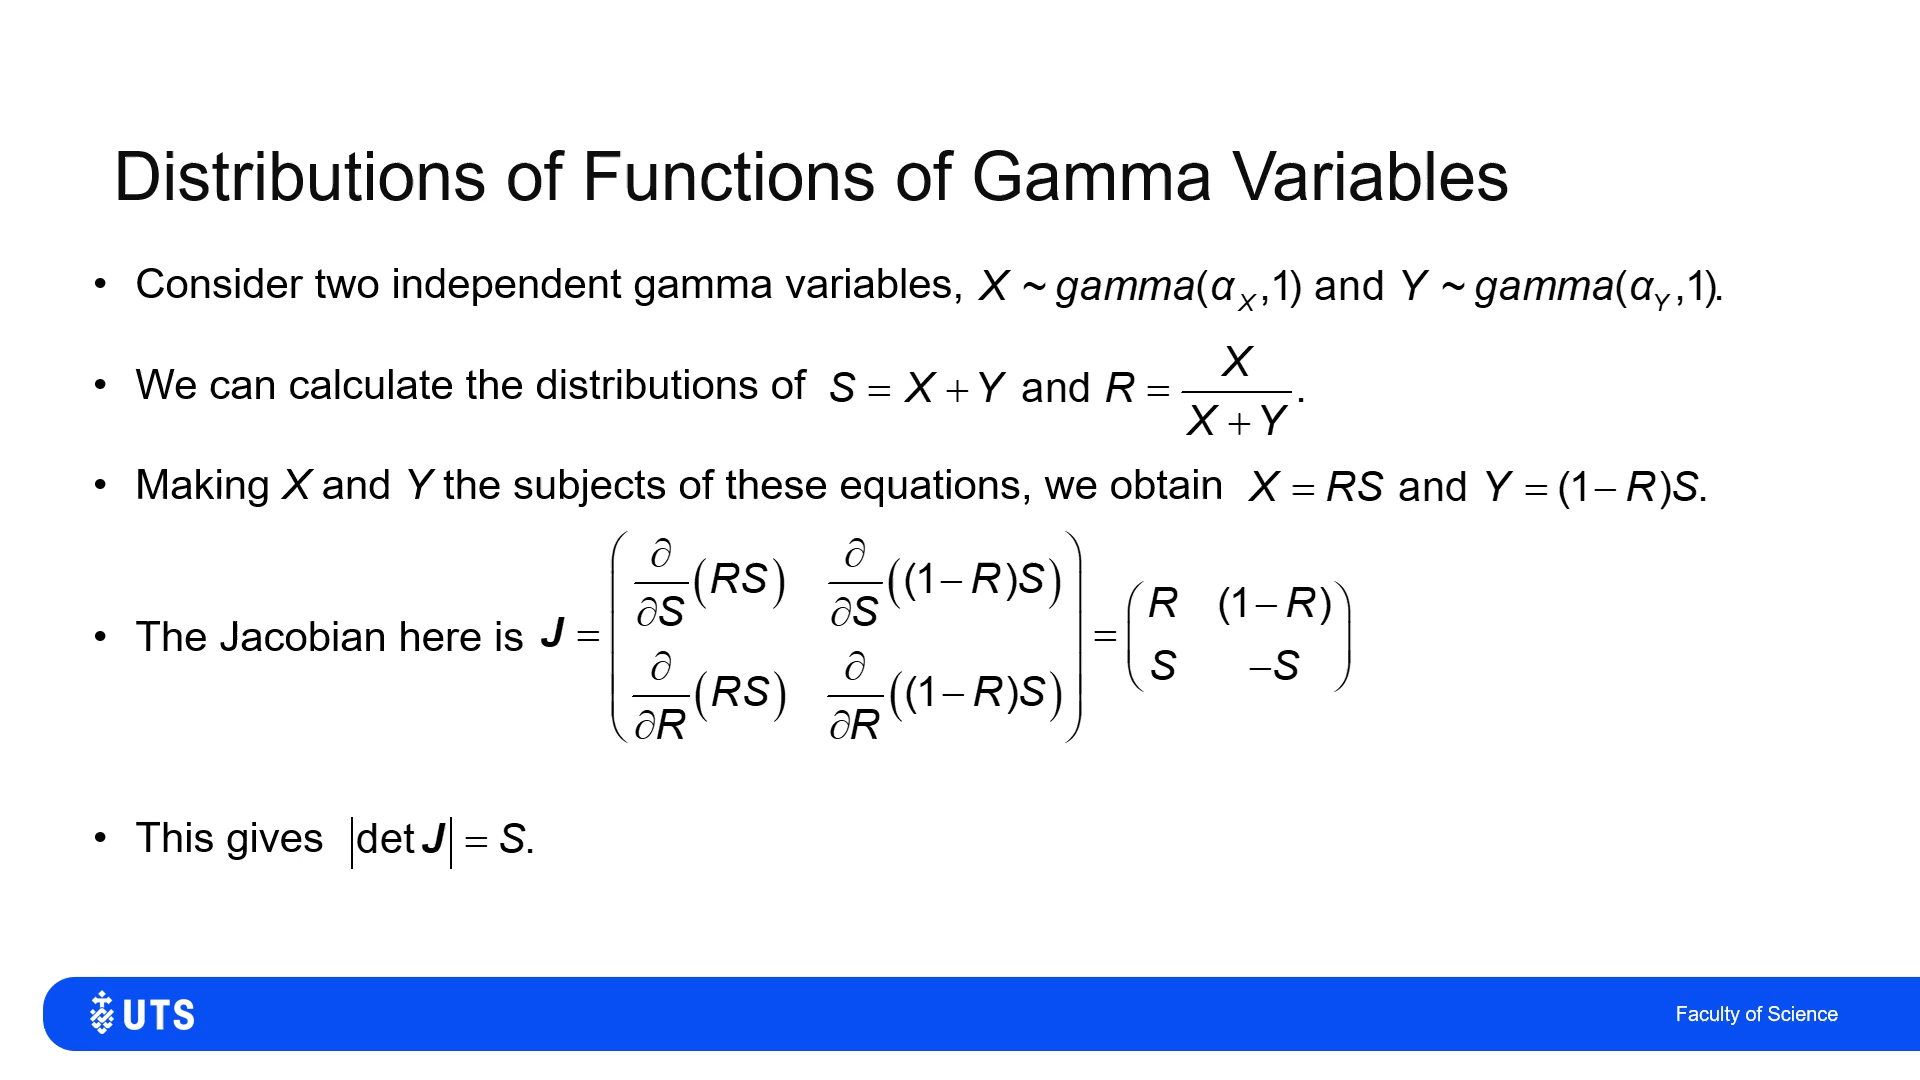 Distributions of Functions of Gamma Variables
• Consider two independent gamma variables, X ~ gamma(α_X,1) and Y ~ gamma(α_Y,1).
• We can calculate the distributions of S = X + Y and R = X / (X + Y).
• Making X and Y the subjects of these equations, we obtain X = RS and Y = (1 − R)S.
• The Jacobian here is J = ( ∂/∂S (RS)   ∂/∂S ((1 − R)S) ; ∂/∂R (RS)   ∂/∂R ((1 − R)S) ) = ( R   (1 − R) ; S   −S )
• This gives |det J| = S.
UTS
Faculty of Science